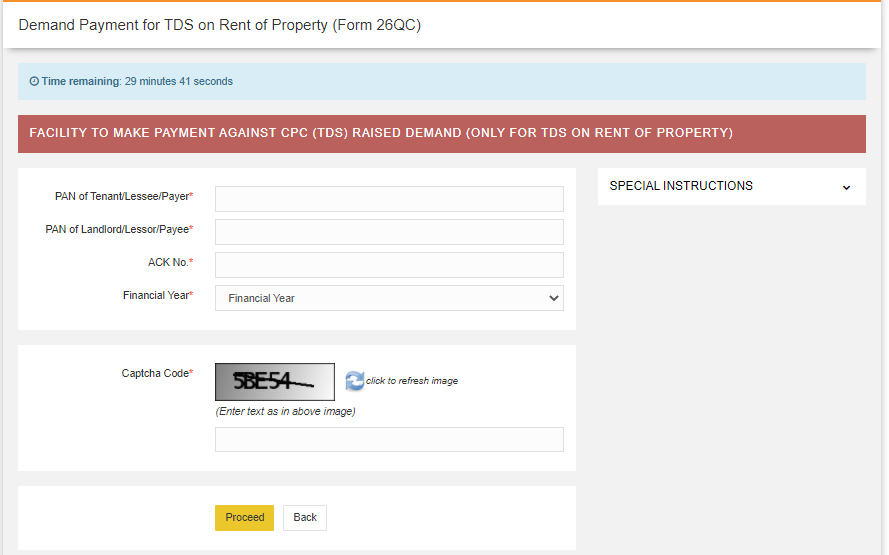 Demand Payment for TDS on Rent of Property (Form 26QC)
Time remaining: 29 minutes 41 seconds
FACILITY TO MAKE PAYMENT AGAINST CPC (TDS) RAISED DEMAND (ONLY FOR TDS ON RENT OF PROPERTY)
PAN of Tenant/Lessee/Payer*
PAN of Landlord/Lessor/Payee*
ACK No.*
Financial Year* Financial Year
SPECIAL INSTRUCTIONS
Captcha Code*
click to refresh image
(Enter text as in above image)
Proceed Back